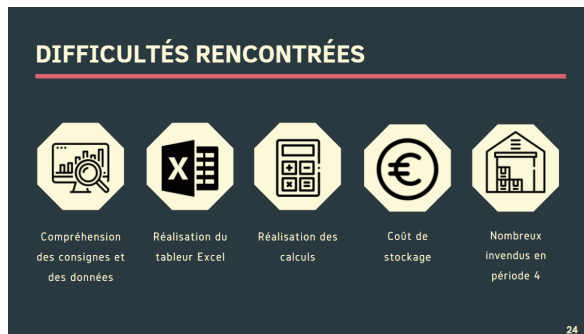 DIFFICULTÉS RENCONTRÉES
X
Compréhension
des consignes et
des données
Réalisation du
tableur Excel
Réalisation des
calculs
€
Coût de
stockage
Nombreux
invendus en
période 4
24